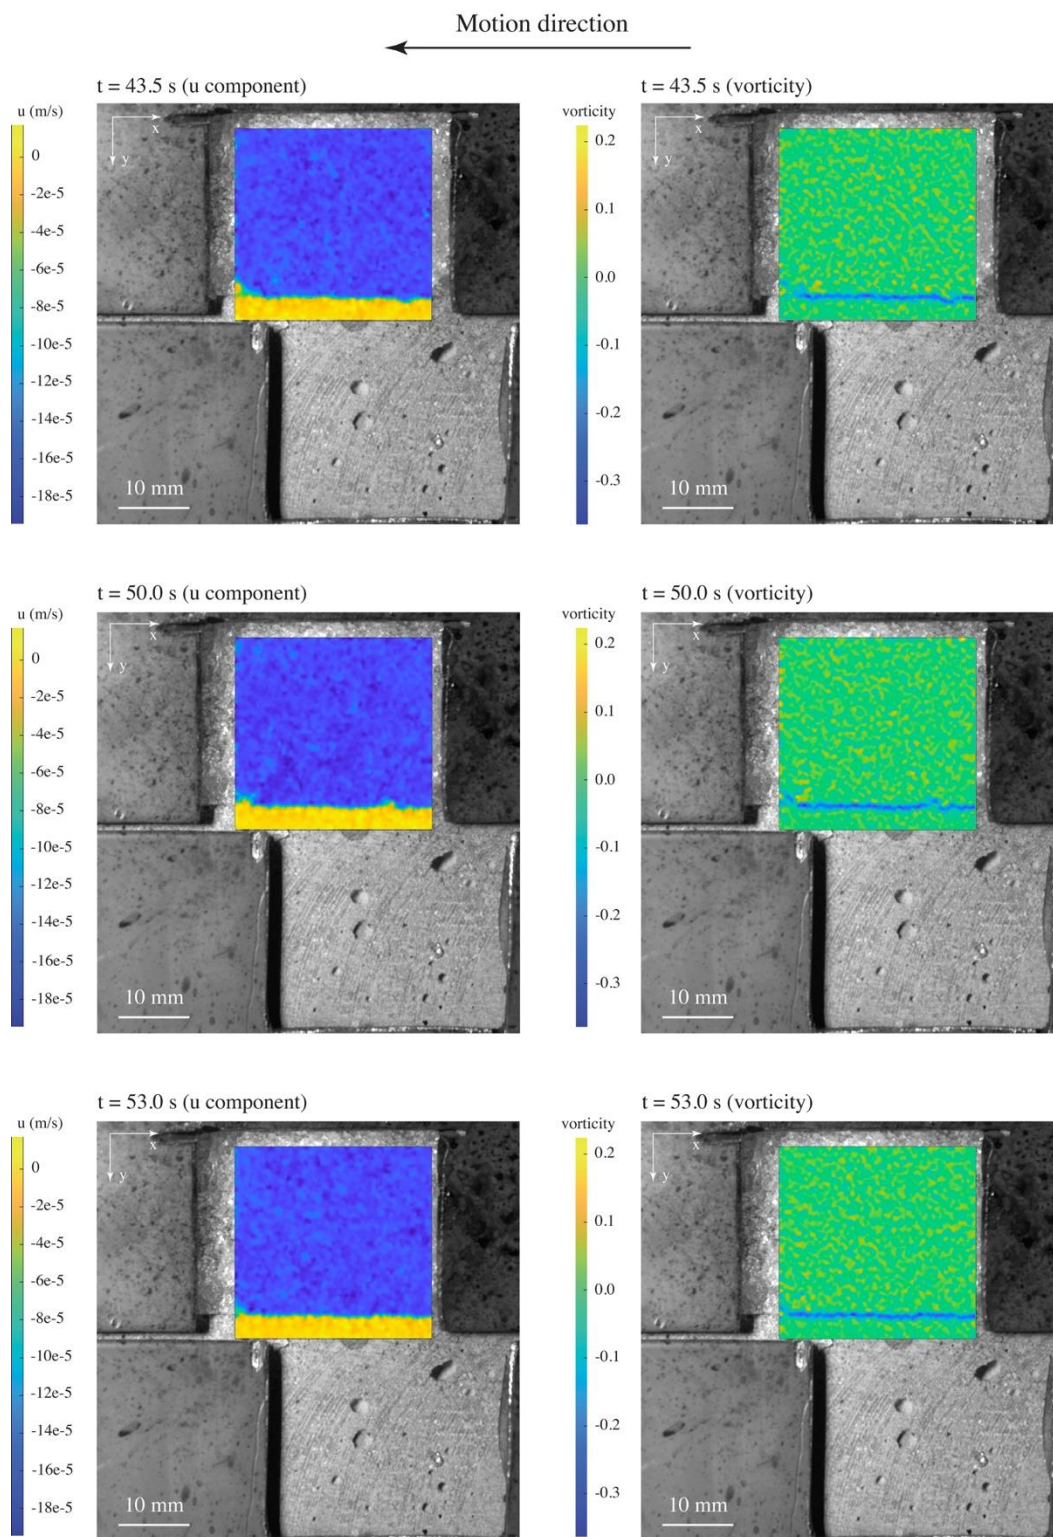 Motion direction
t = 43.5 s (u component)
u (m/s)
0
-2e-5
-4e-5
-6e-5
-8e-5
-10e-5
-12e-5
-14e-5
-16e-5
-18e-5
x
y
10 mm
t = 43.5 s (vorticity)
vorticity
0.2
0.1
0.0
-0.1
-0.2
-0.3
x
y
10 mm
t = 50.0 s (u component)
u (m/s)
0
-2e-5
-4e-5
-6e-5
-8e-5
-10e-5
-12e-5
-14e-5
-16e-5
-18e-5
x
y
10 mm
t = 50.0 s (vorticity)
vorticity
0.2
0.1
0.0
-0.1
-0.2
-0.3
x
y
10 mm
t = 53.0 s (u component)
u (m/s)
0
-2e-5
-4e-5
-6e-5
-8e-5
-10e-5
-12e-5
-14e-5
-16e-5
-18e-5
x
y
10 mm
t = 53.0 s (vorticity)
vorticity
0.2
0.1
0.0
-0.1
-0.2
-0.3
x
y
10 mm